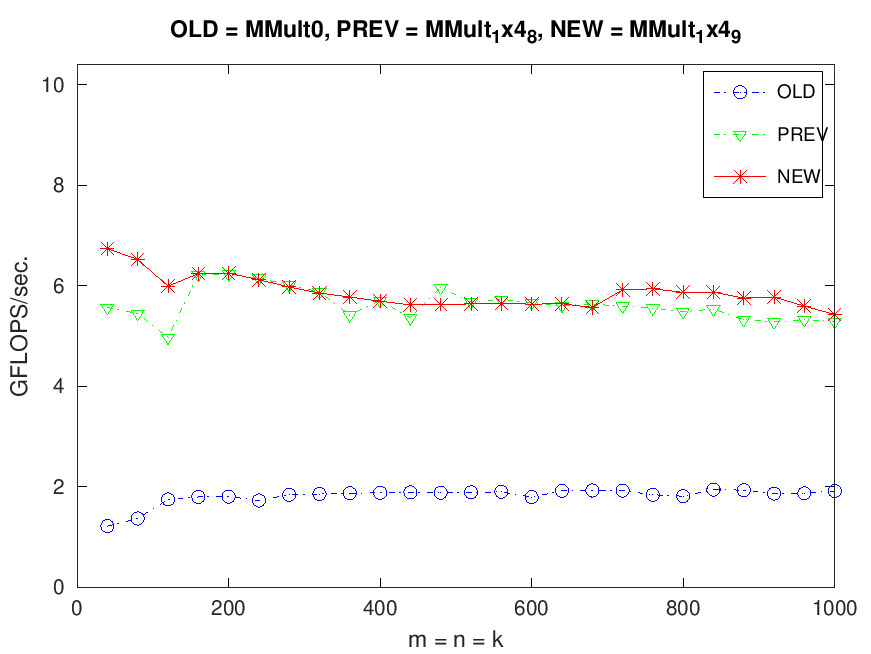 OLD = MMult0, PREV = MMult₁x4₈, NEW = MMult₁x4₉
10
8
6
4
2
0
GFLOPS/sec.
OLD
PREV
NEW
0 200 400 600 800 1000
m = n = k